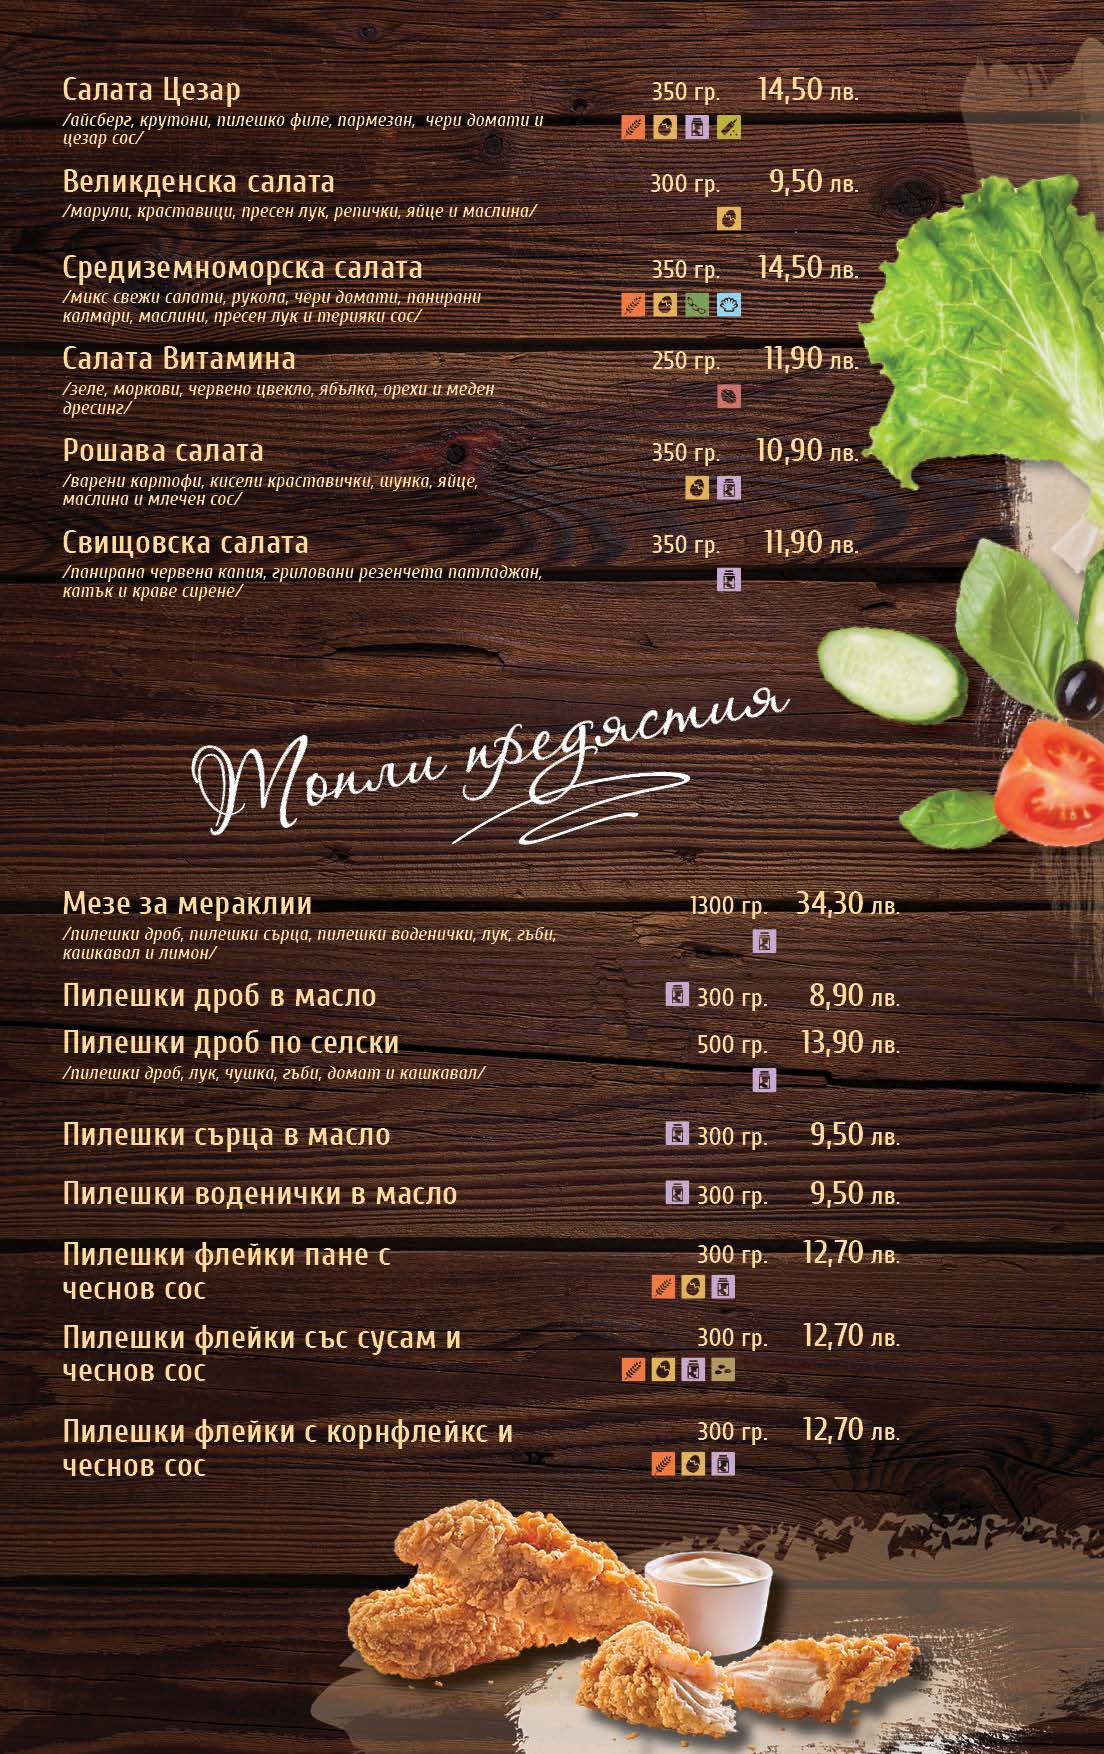 Салата Цезар 350 гр. 14,50 лв.
/айсберг, крутони, пилешко филе, пармезан, чери домати и
цезар сос/
Великденска салата 300 гр. 9,50 лв.
/марули, краставици, пресен лук, репички, яйце и маслина/
Средиземноморска салата 350 гр. 14,50 лв.
/микс свежи салати, рукола, чери домати, панирани
калмари, маслини, пресен лук и терияки сос/
Салата Витамина 250 гр. 11,90 лв.
/зеле, моркови, червено цвекло, ябълка, орехи и меден
дресинг/
Рошава салата 350 гр. 10,90 лв.
/варени картофи, кисели краставички, шунка, яйце,
маслина и млечен сос/
Свищовска салата 350 гр. 11,90 лв.
/панирана червена капия, гриловани резенчета патладжан,
катък и краве сирене/
Топли предястия
Мезе за мераклии 1300 гр. 34,30 лв.
/пилешки дроб, пилешки сърца, пилешки воденички, лук, гъби,
кашкавал и лимон/
Пилешки дроб в масло 300 гр. 8,90 лв.
Пилешки дроб по селски 500 гр. 13,90 лв.
/пилешки дроб, лук, чушка, гъби, домат и кашкавал/
Пилешки сърца в масло 300 гр. 9,50 лв.
Пилешки воденички в масло 300 гр. 9,50 лв.
Пилешки флейки пане с 300 гр. 12,70 лв.
чеснов сос
Пилешки флейки със сусам и 300 гр. 12,70 лв.
чеснов сос
Пилешки флейки с корнфлейкс и 300 гр. 12,70 лв.
чеснов сос